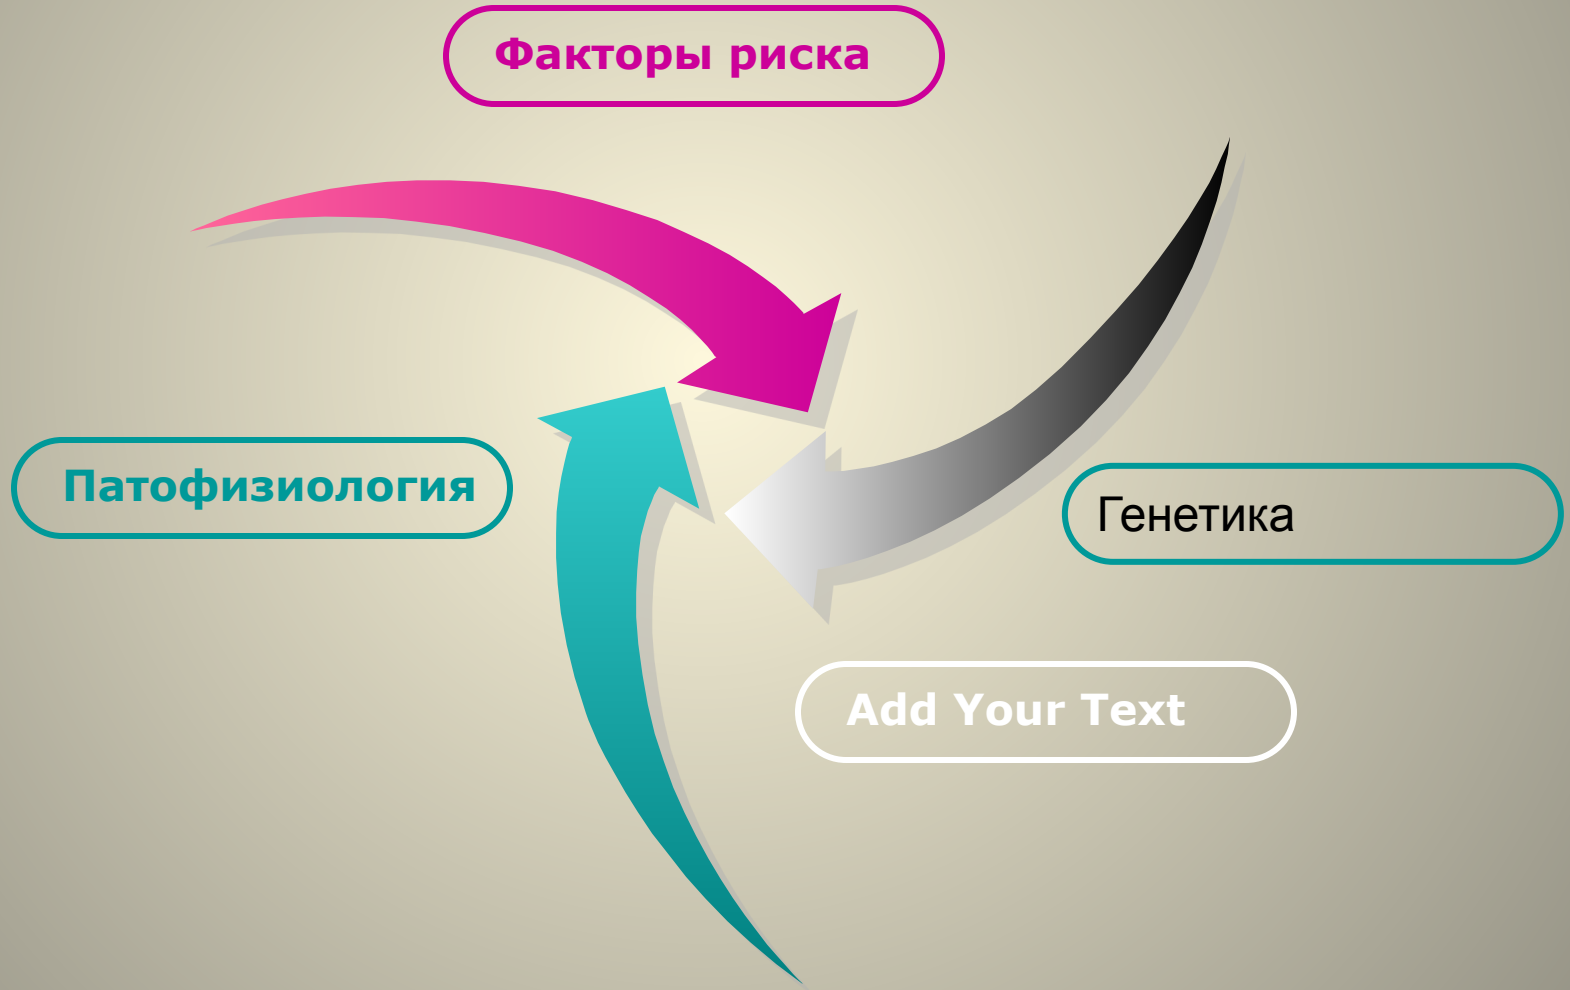 Факторы риска
Патофизиология
Генетика
Add Your Text